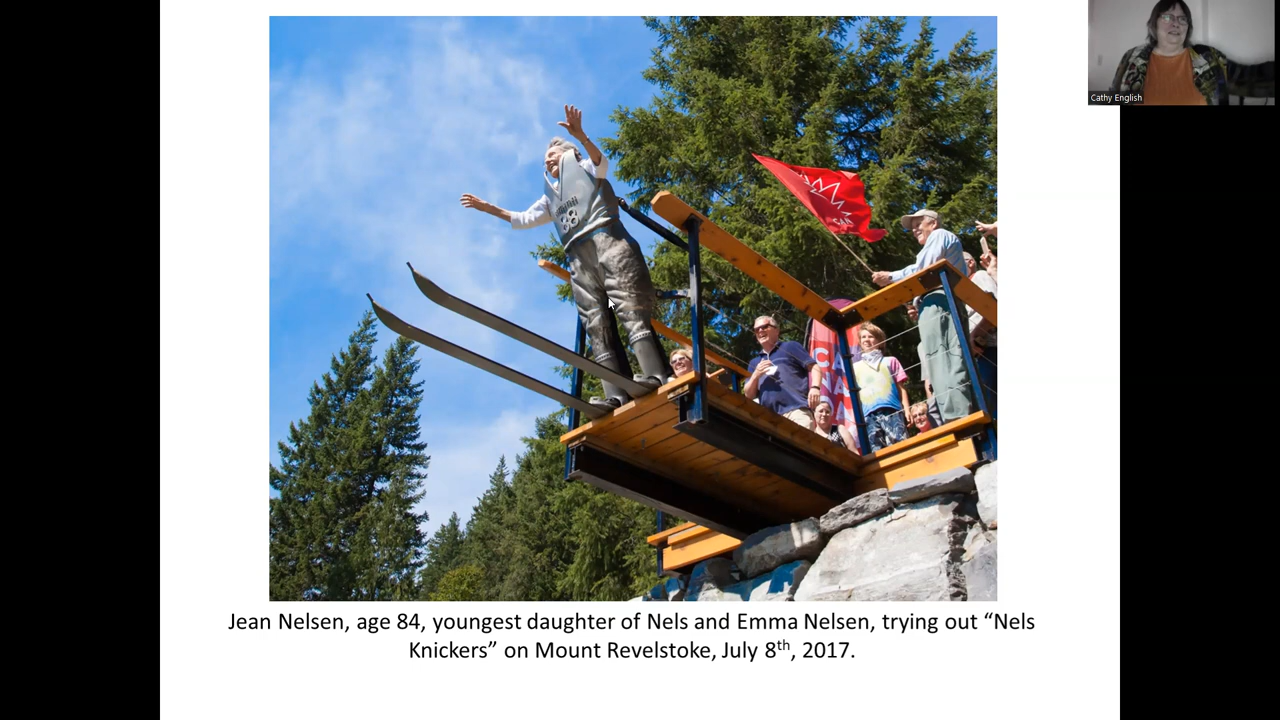 Cathy English
CAN
Jean Nelsen, age 84, youngest daughter of Nels and Emma Nelsen, trying out “Nels
Knickers” on Mount Revelstoke, July 8th, 2017.